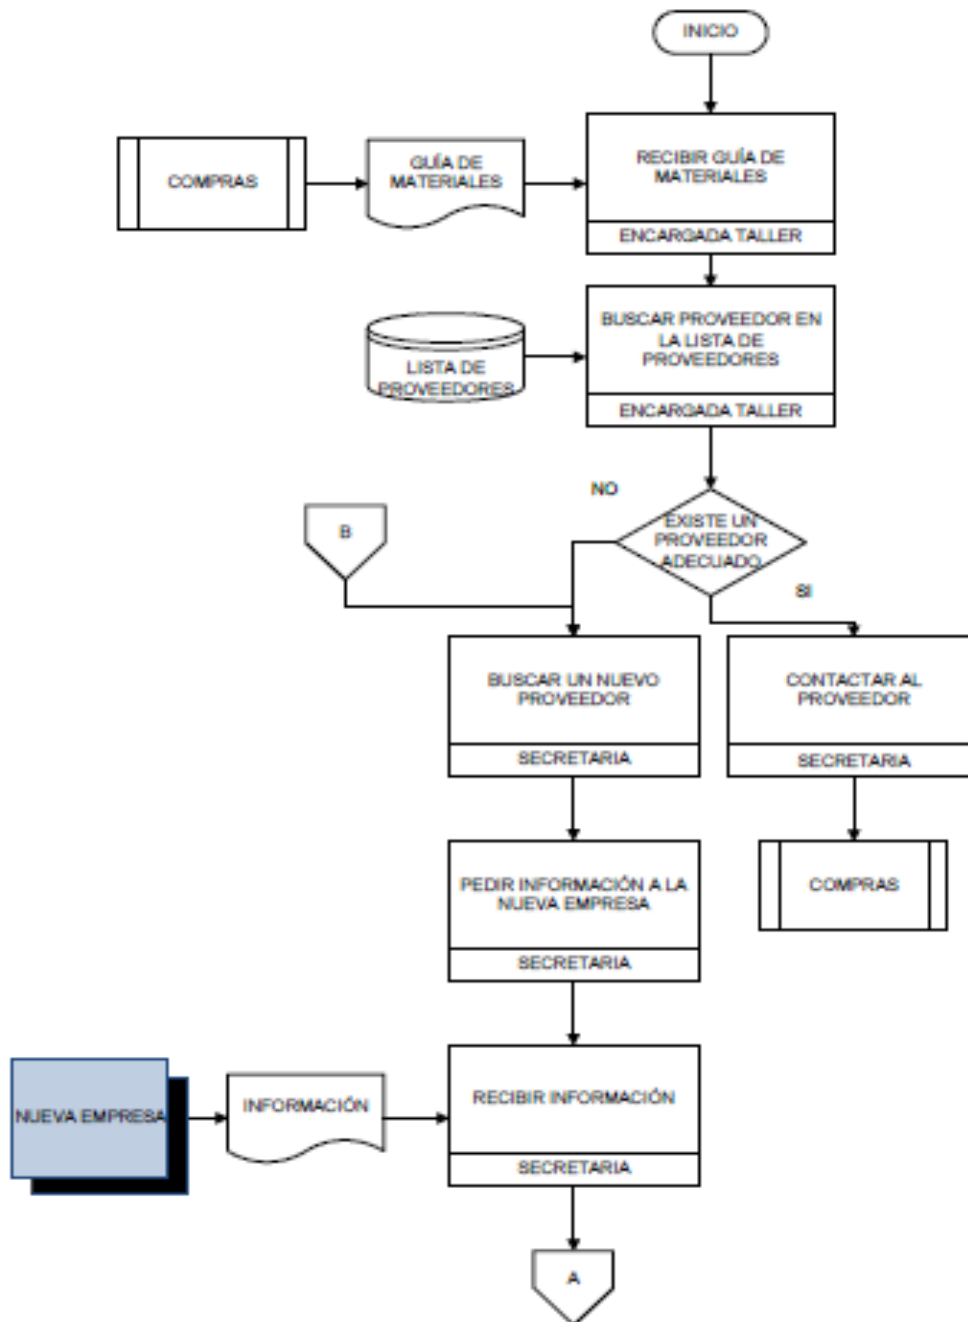 INICIO
COMPRAS
GUÍA DE
MATERIALES
RECIBIR GUÍA DE
MATERIALES
ENCARGADA TALLER
LISTA DE
PROVEEDORES
BUSCAR PROVEEDOR EN
LA LISTA DE
PROVEEDORES
ENCARGADA TALLER
NO
EXISTE UN
PROVEEDOR
ADECUADO
SI
B
BUSCAR UN NUEVO
PROVEEDOR
SECRETARIA
CONTACTAR AL
PROVEEDOR
SECRETARIA
PEDIR INFORMACIÓN A LA
NUEVA EMPRESA
SECRETARIA
COMPRAS
NUEVA EMPRESA
INFORMACIÓN
RECIBIR INFORMACIÓN
SECRETARIA
A